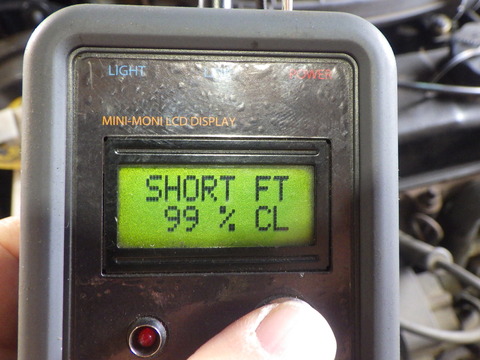 LIGHT
POWER
MINI-MONI LCD DISPLAY
SHORT FT
99 % CL